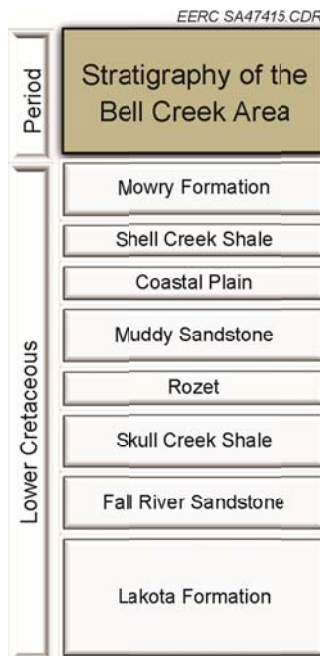 EERC SA47415.CDR
Period
Stratigraphy of the
Bell Creek Area
Lower Cretaceous
Mowry Formation
Shell Creek Shale
Coastal Plain
Muddy Sandstone
Rozet
Skull Creek Shale
Fall River Sandstone
Lakota Formation